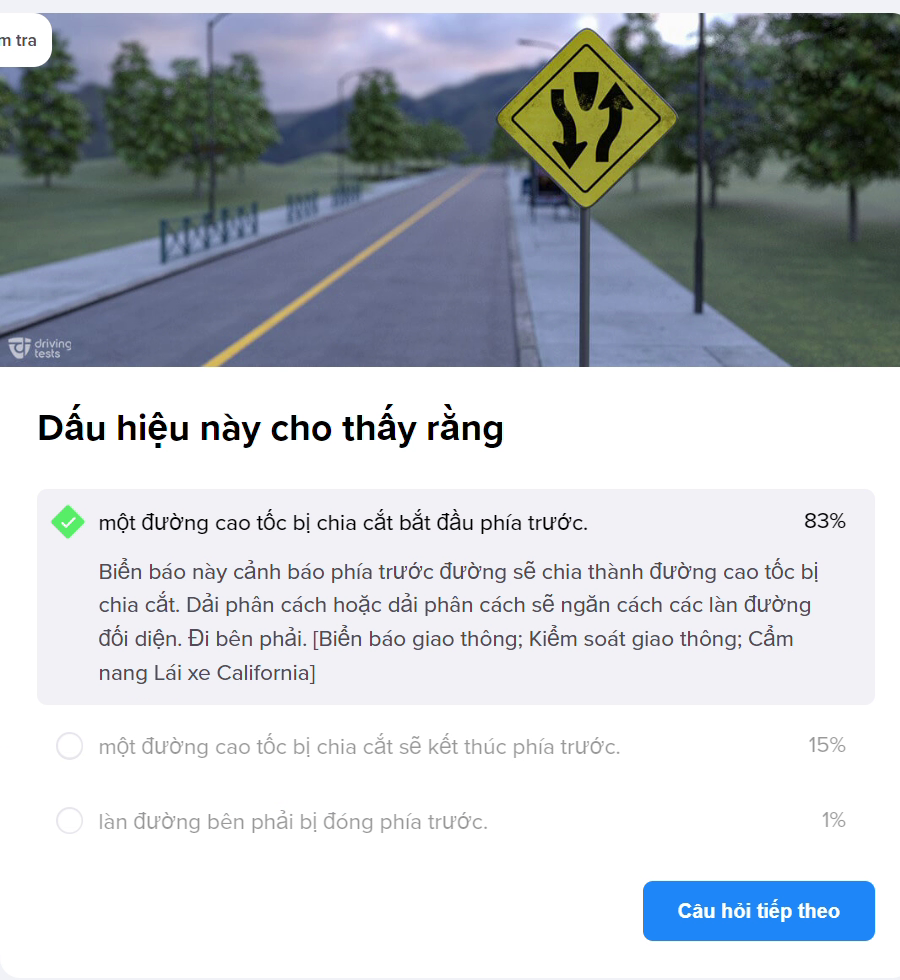 m tra
driving
tests
Dấu hiệu này cho thấy rằng
một đường cao tốc bị chia cắt bắt đầu phía trước.
83%
Biển báo này cảnh báo phía trước đường sẽ chia thành đường cao tốc bị
chia cắt. Dải phân cách hoặc dải phân cách sẽ ngăn cách các làn đường
đối diện. Đi bên phải. [Biển báo giao thông; Kiểm soát giao thông; Cẩm
nang Lái xe California]
một đường cao tốc bị chia cắt sẽ kết thúc phía trước.
15%
làn đường bên phải bị đóng phía trước.
1%
Câu hỏi tiếp theo